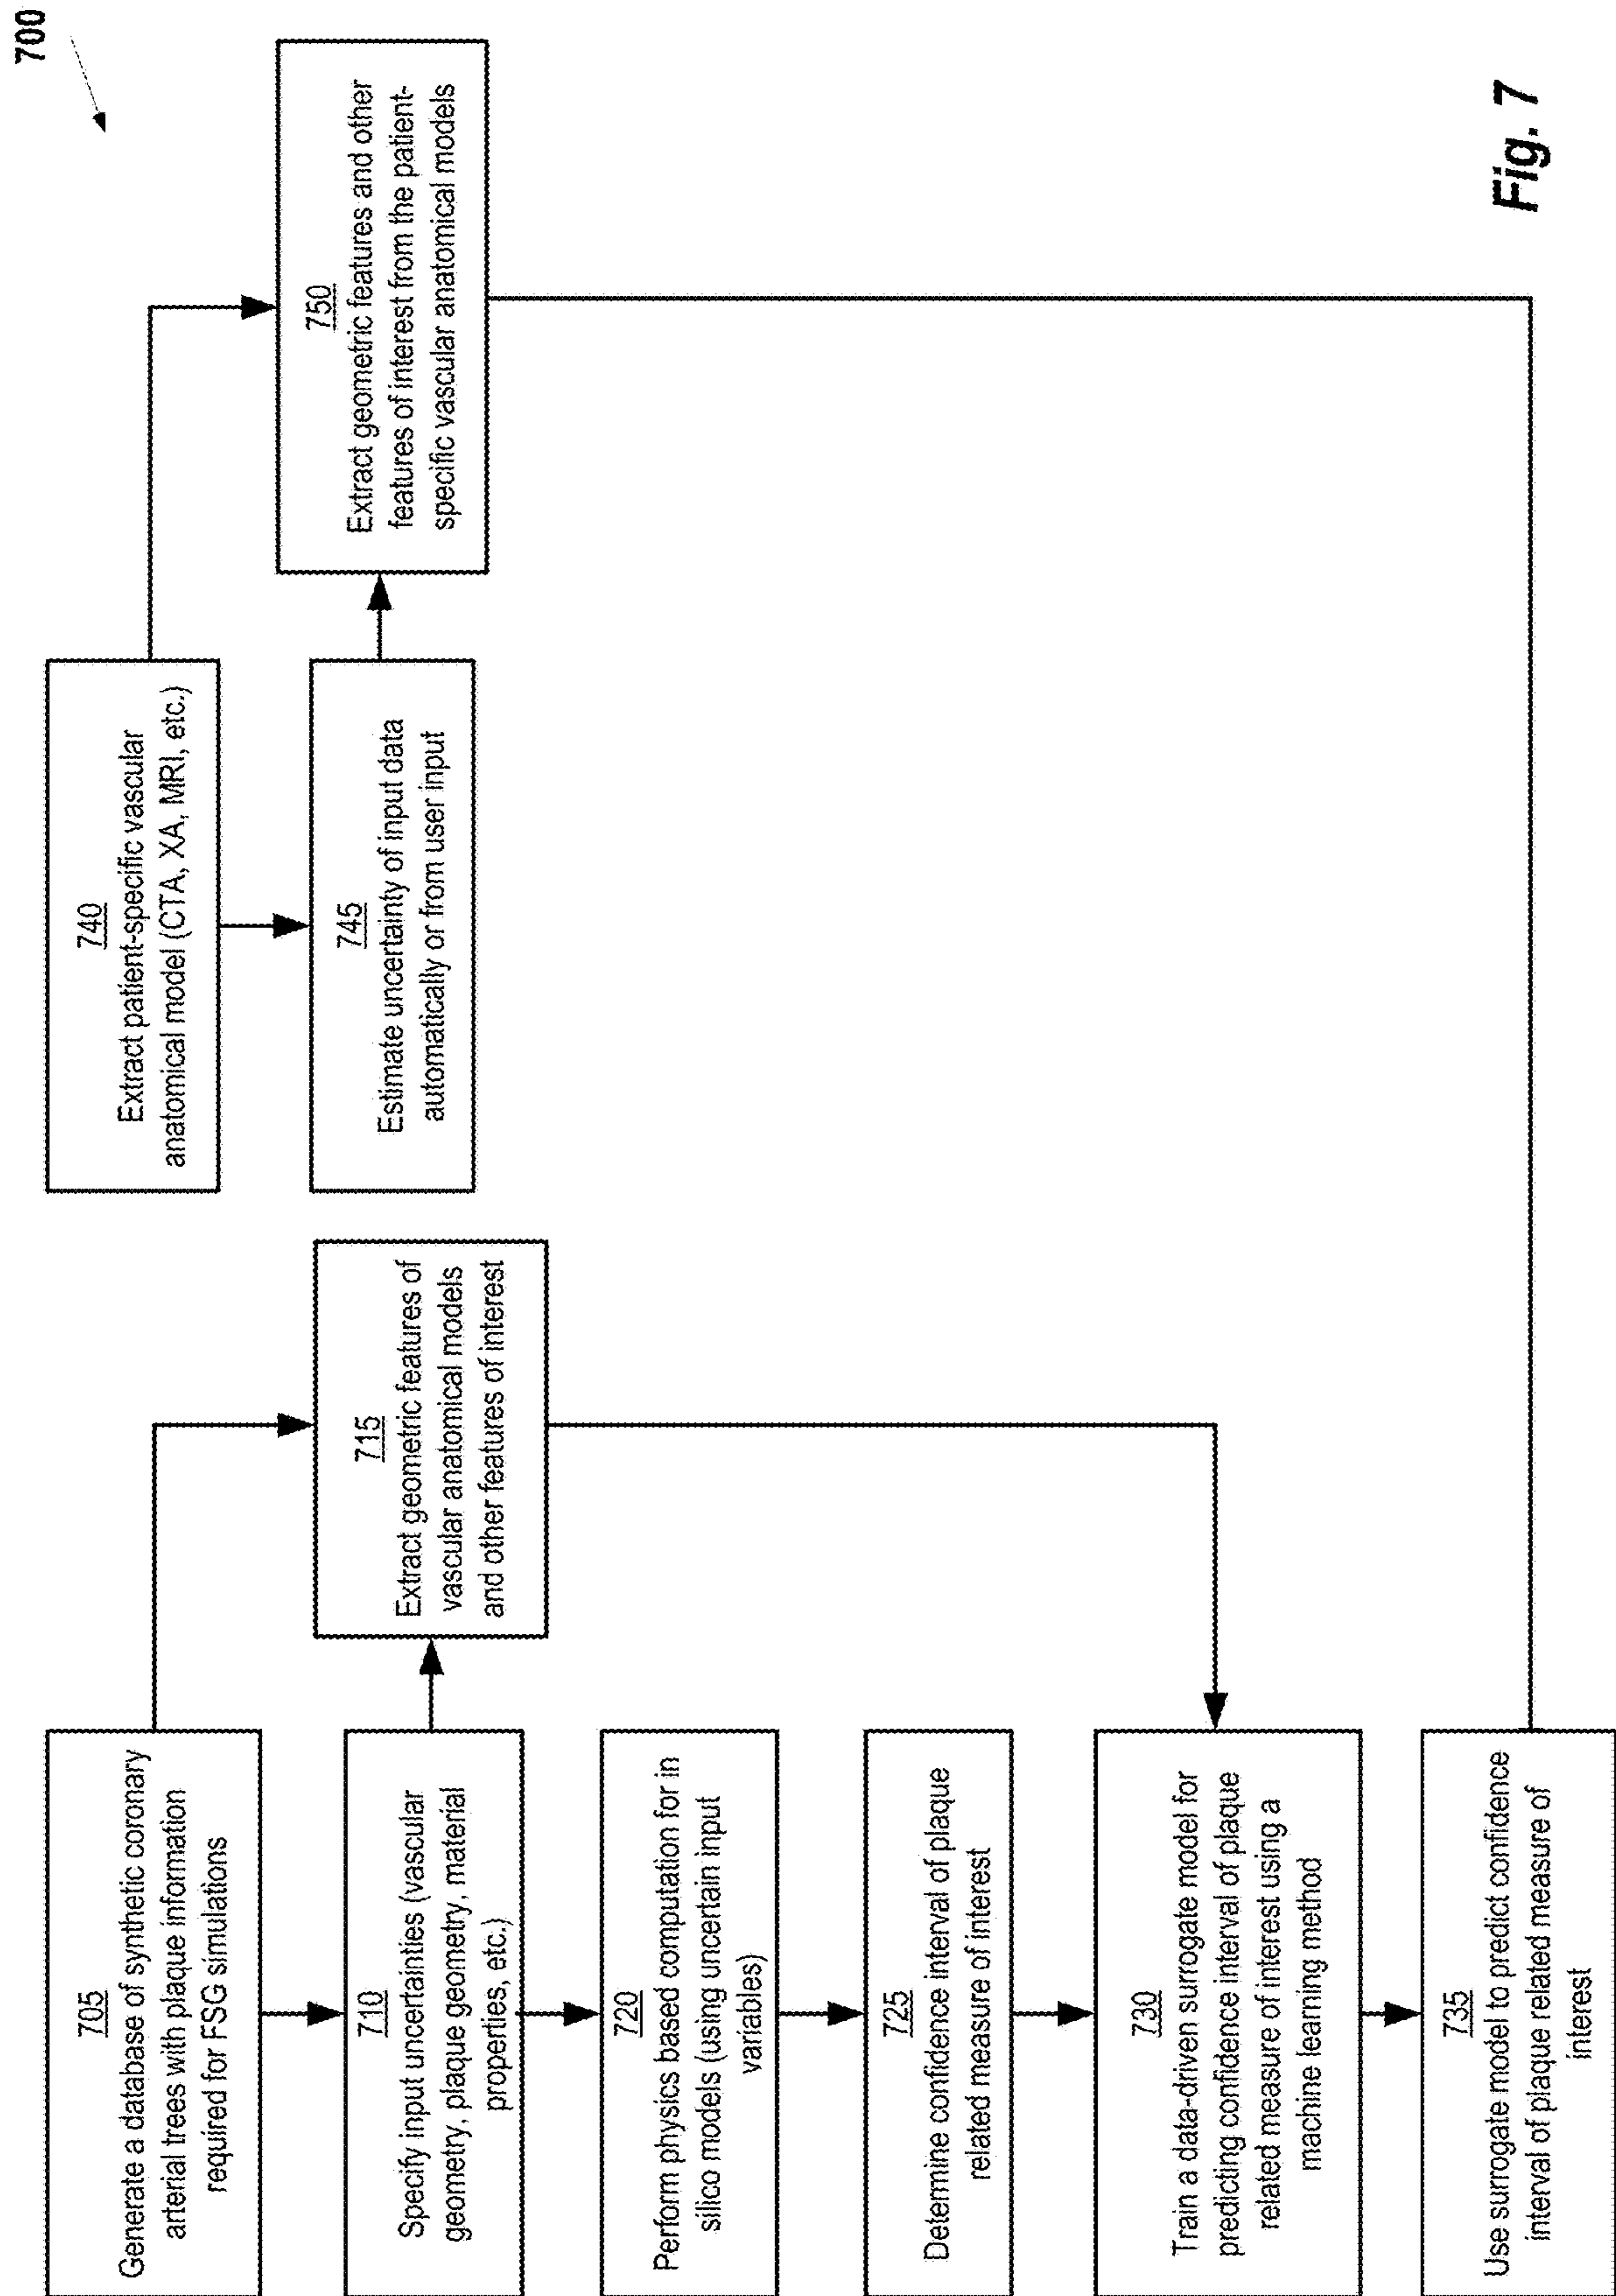 700
705
Generate a database of synthetic coronary
arterial trees with plaque information
required for FSG simulations
710
Specify input uncertainties (vascular
geometry, plaque geometry, material
properties, etc.)
715
Extract geometric features of
vascular anatomical models
and other features of interest
720
Perform physics based computation for in
silico models (using uncertain input
variables)
725
Determine confidence interval of plaque
related measure of interest
730
Train a data-driven surrogate model for
predicting confidence interval of plaque
related measure of interest using a
machine learning method
735
Use surrogate model to predict confidence
interval of plaque related measure of
interest
740
Extract patient-specific vascular
anatomical model (CTA, XA, MRI, etc.)
745
Estimate uncertainty of input data
automatically or from user input
750
Extract geometric features and other
features of interest from the patient-
specific vascular anatomical models
Fig. 7